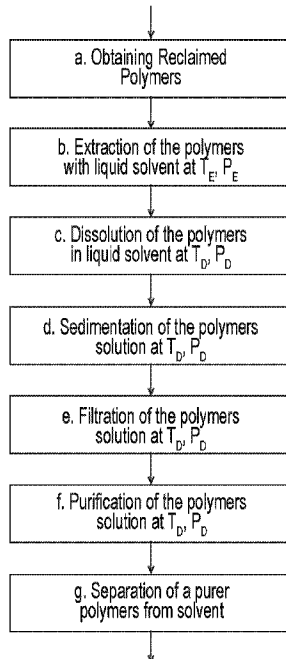 a. Obtaining Reclaimed
Polymers
b. Extraction of the polymers
with liquid solvent at T_E, P_E
c. Dissolution of the polymers
in liquid solvent at T_D, P_D
d. Sedimentation of the polymers
solution at T_D, P_D
e. Filtration of the polymers
solution at T_D, P_D
f. Purification of the polymers
solution at T_D, P_D
g. Separation of a purer
polymers from solvent